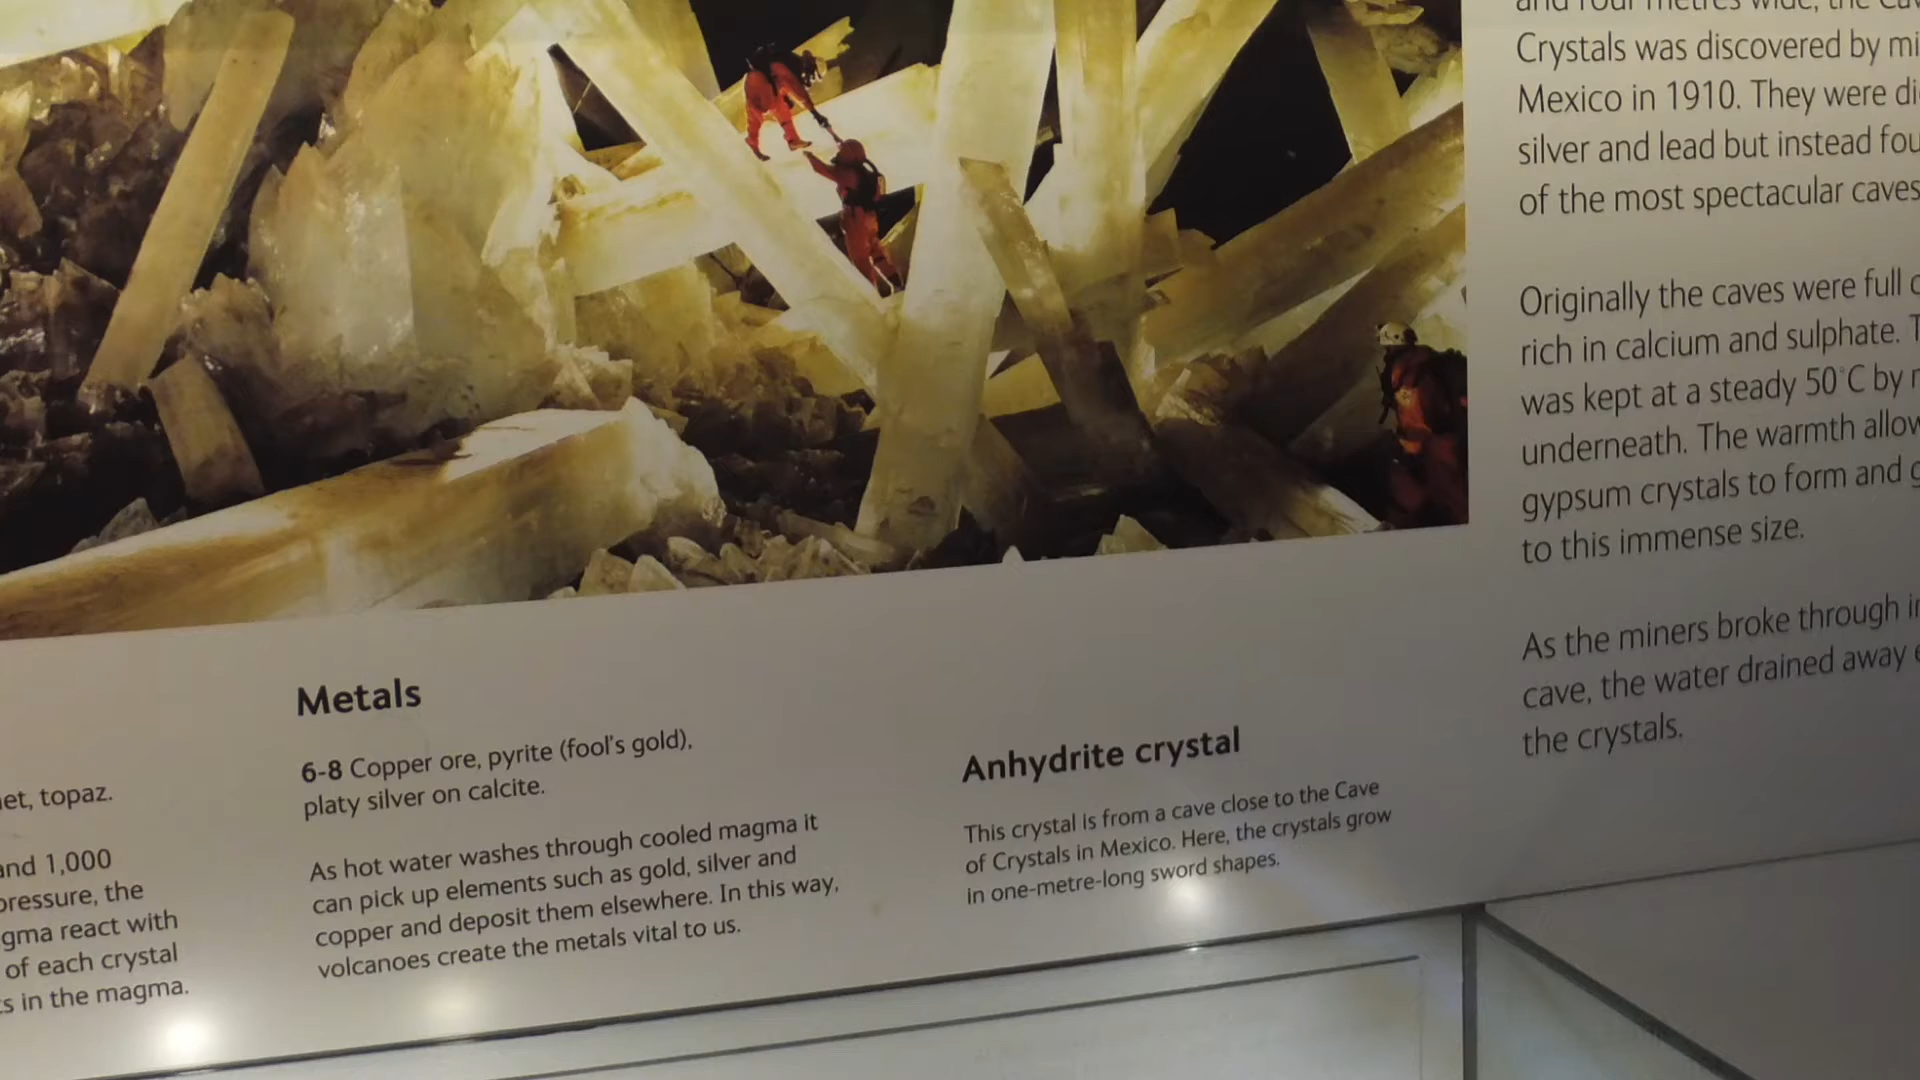 et, topaz.
and 1,000
pressure, the
gma react with
of each crystal
s in the magma.
Metals
6-8 Copper ore, pyrite (fool's gold),
platy silver on calcite.
As hot water washes through cooled magma it
can pick up elements such as gold, silver and
copper and deposit them elsewhere. In this way,
volcanoes create the metals vital to us.
Anhydrite crystal
This crystal is from a cave close to the Cave
of Crystals in Mexico. Here, the crystals grow
in one-metre-long sword shapes.
and four metres wide, the
Crystals was discovered by
Mexico in 1910. They were
silver and lead but instead
of the most spectacular caves
Originally the caves were full
rich in calcium and sulphate.
was kept at a steady 50°C by
underneath. The warmth
gypsum crystals to form and
to this immense size.
As the miners broke through
cave, the water drained away
the crystals.